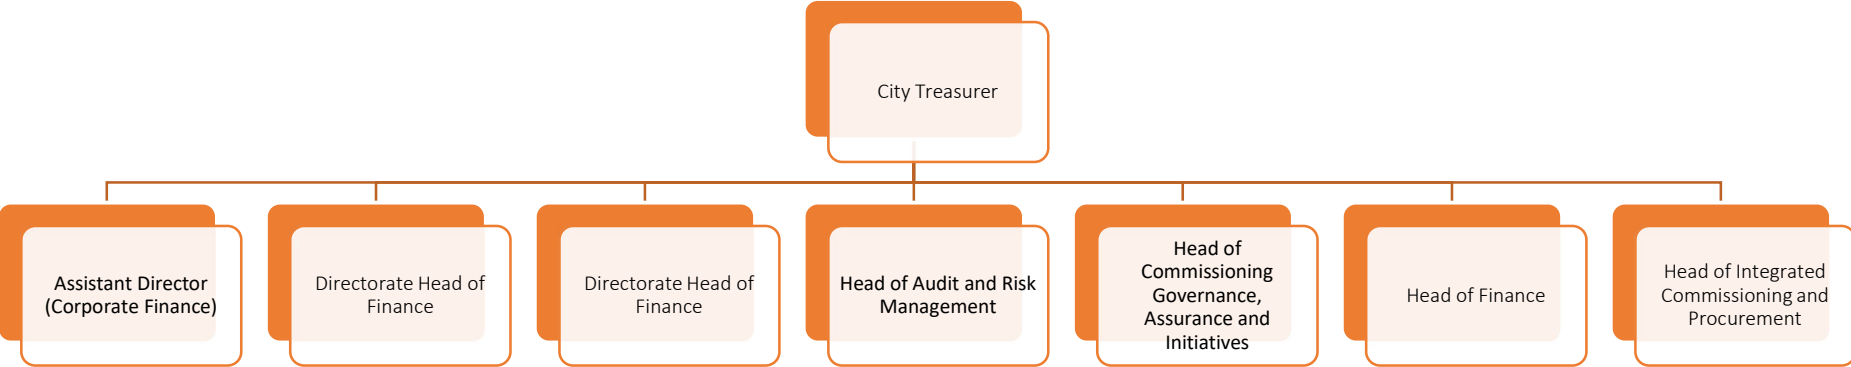 City Treasurer
Assistant Director
(Corporate Finance)
Directorate Head of
Finance
Directorate Head of
Finance
Head of Audit and Risk
Management
Head of
Commissioning
Governance,
Assurance and
Initiatives
Head of Finance
Head of Integrated
Commissioning and
Procurement